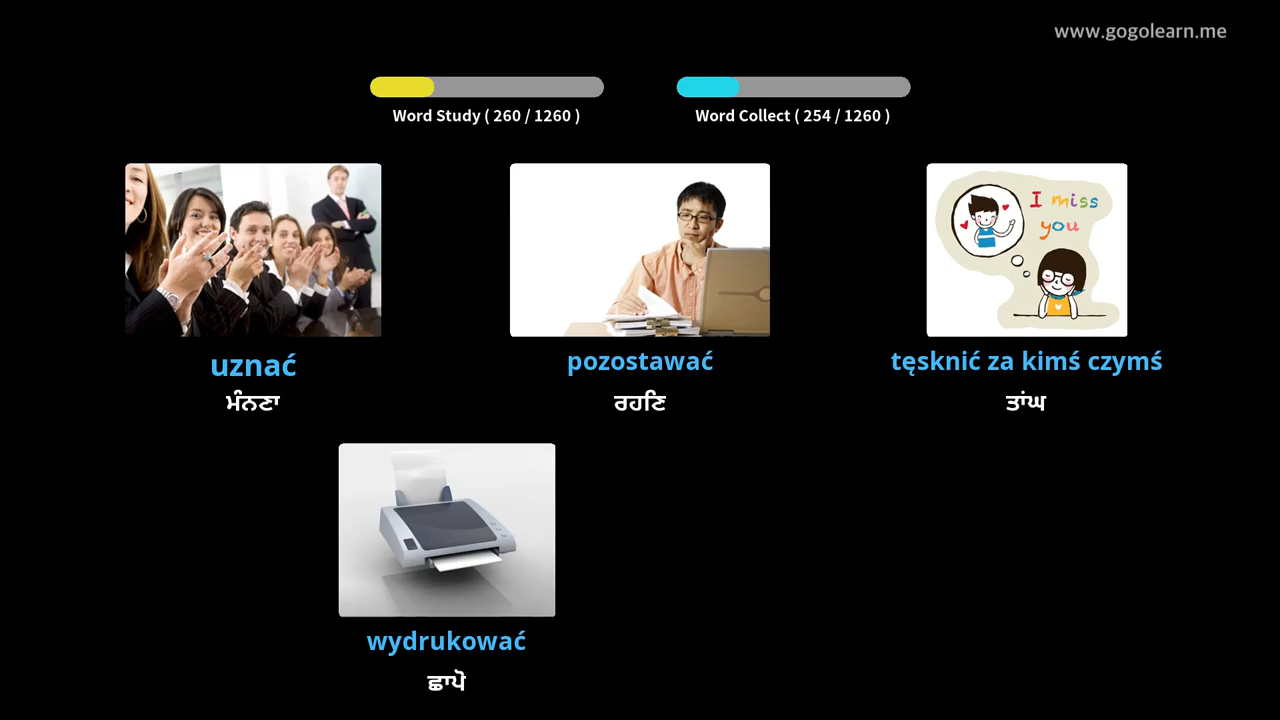 www.gogolearn.me
Word Study ( 260 / 1260 )
Word Collect ( 254 / 1260 )
I miss
you
uznać
pozostawać
tęsknić za kimś czymś
ਮੰਨਣਾ
ਰਹਣਿ
ਤਾਂਘ
wydrukować
ਛਾਪੋ